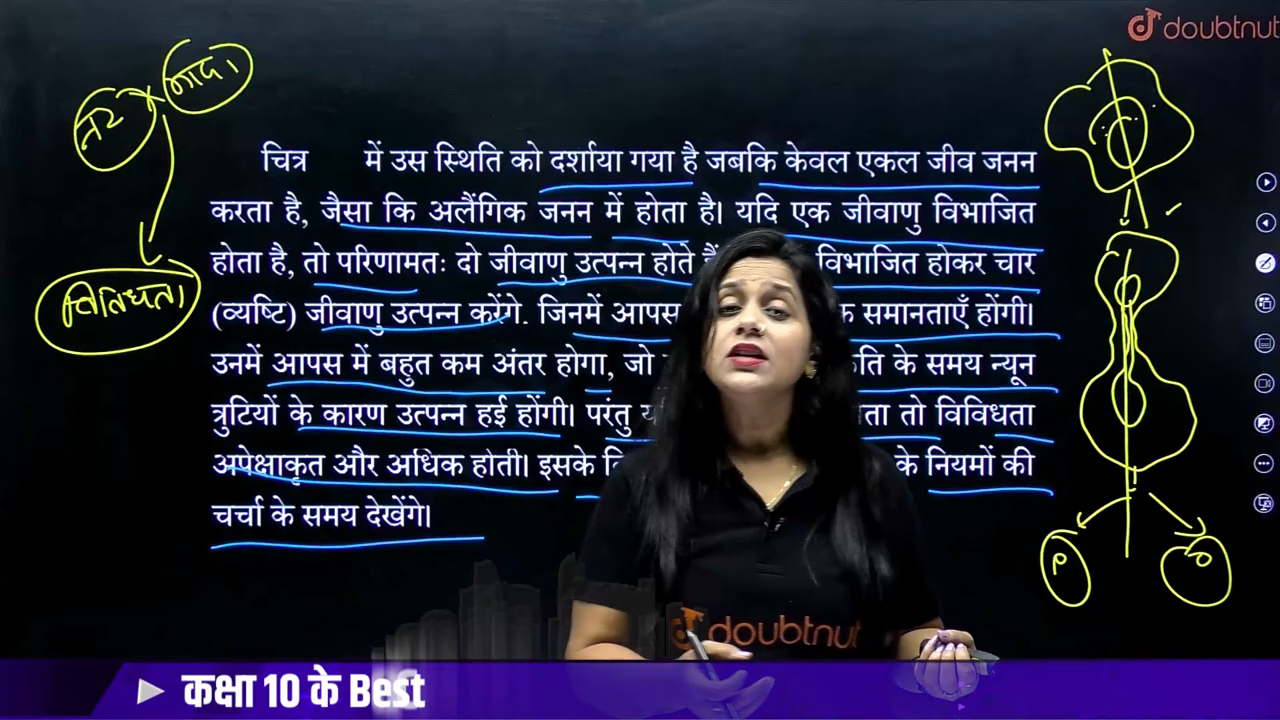 doubtnut
नर × मादा
विविधता
चित्र में उस स्थिति को दर्शाया गया है जबकि केवल एकल जीव जनन
करता है, जैसा कि अलैंगिक जनन में होता है। यदि एक जीवाणु विभाजित
होता है, तो परिणामतः दो जीवाणु उत्पन्न होते विभाजित होकर चार
(व्यष्टि) जीवाणु उत्पन्न करेंगे. जिनमें आपस समानताएँ होंगी।
उनमें आपस में बहुत कम अंतर होगा, जो के समय न्यून
त्रुटियों के कारण उत्पन्न हुई होंगी। परंतु तो विविधता
अपेक्षाकृत और अधिक होती। इसके के नियमों की
चर्चा के समय देखेंगे।
doubtnut
कक्षा 10 के Best